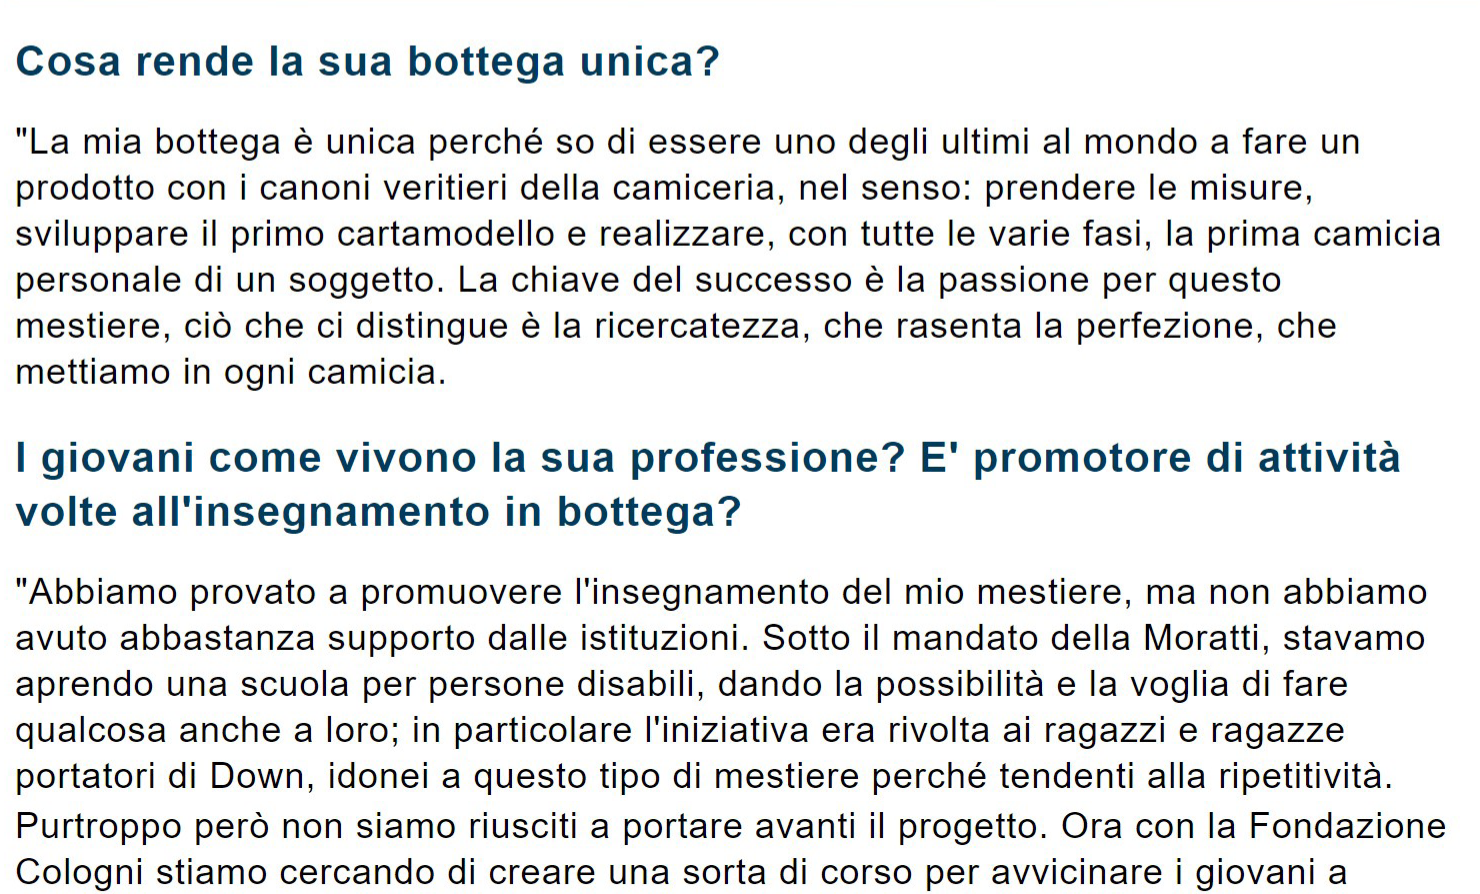 Cosa rende la sua bottega unica?
"La mia bottega è unica perché so di essere uno degli ultimi al mondo a fare un
prodotto con i canoni veritieri della camiceria, nel senso: prendere le misure,
sviluppare il primo cartamodello e realizzare, con tutte le varie fasi, la prima camicia
personale di un soggetto. La chiave del successo è la passione per questo
mestiere, ciò che ci distingue è la ricercatezza, che rasenta la perfezione, che
mettiamo in ogni camicia.
I giovani come vivono la sua professione? E' promotore di attività
volte all'insegnamento in bottega?
"Abbiamo provato a promuovere l'insegnamento del mio mestiere, ma non abbiamo
avuto abbastanza supporto dalle istituzioni. Sotto il mandato della Moratti, stavamo
aprendo una scuola per persone disabili, dando la possibilità e la voglia di fare
qualcosa anche a loro; in particolare l'iniziativa era rivolta ai ragazzi e ragazze
portatori di Down, idonei a questo tipo di mestiere perché tendenti alla ripetitività.
Purtroppo però non siamo riusciti a portare avanti il progetto. Ora con la Fondazione
Cologni stiamo cercando di creare una sorta di corso per avvicinare i giovani a